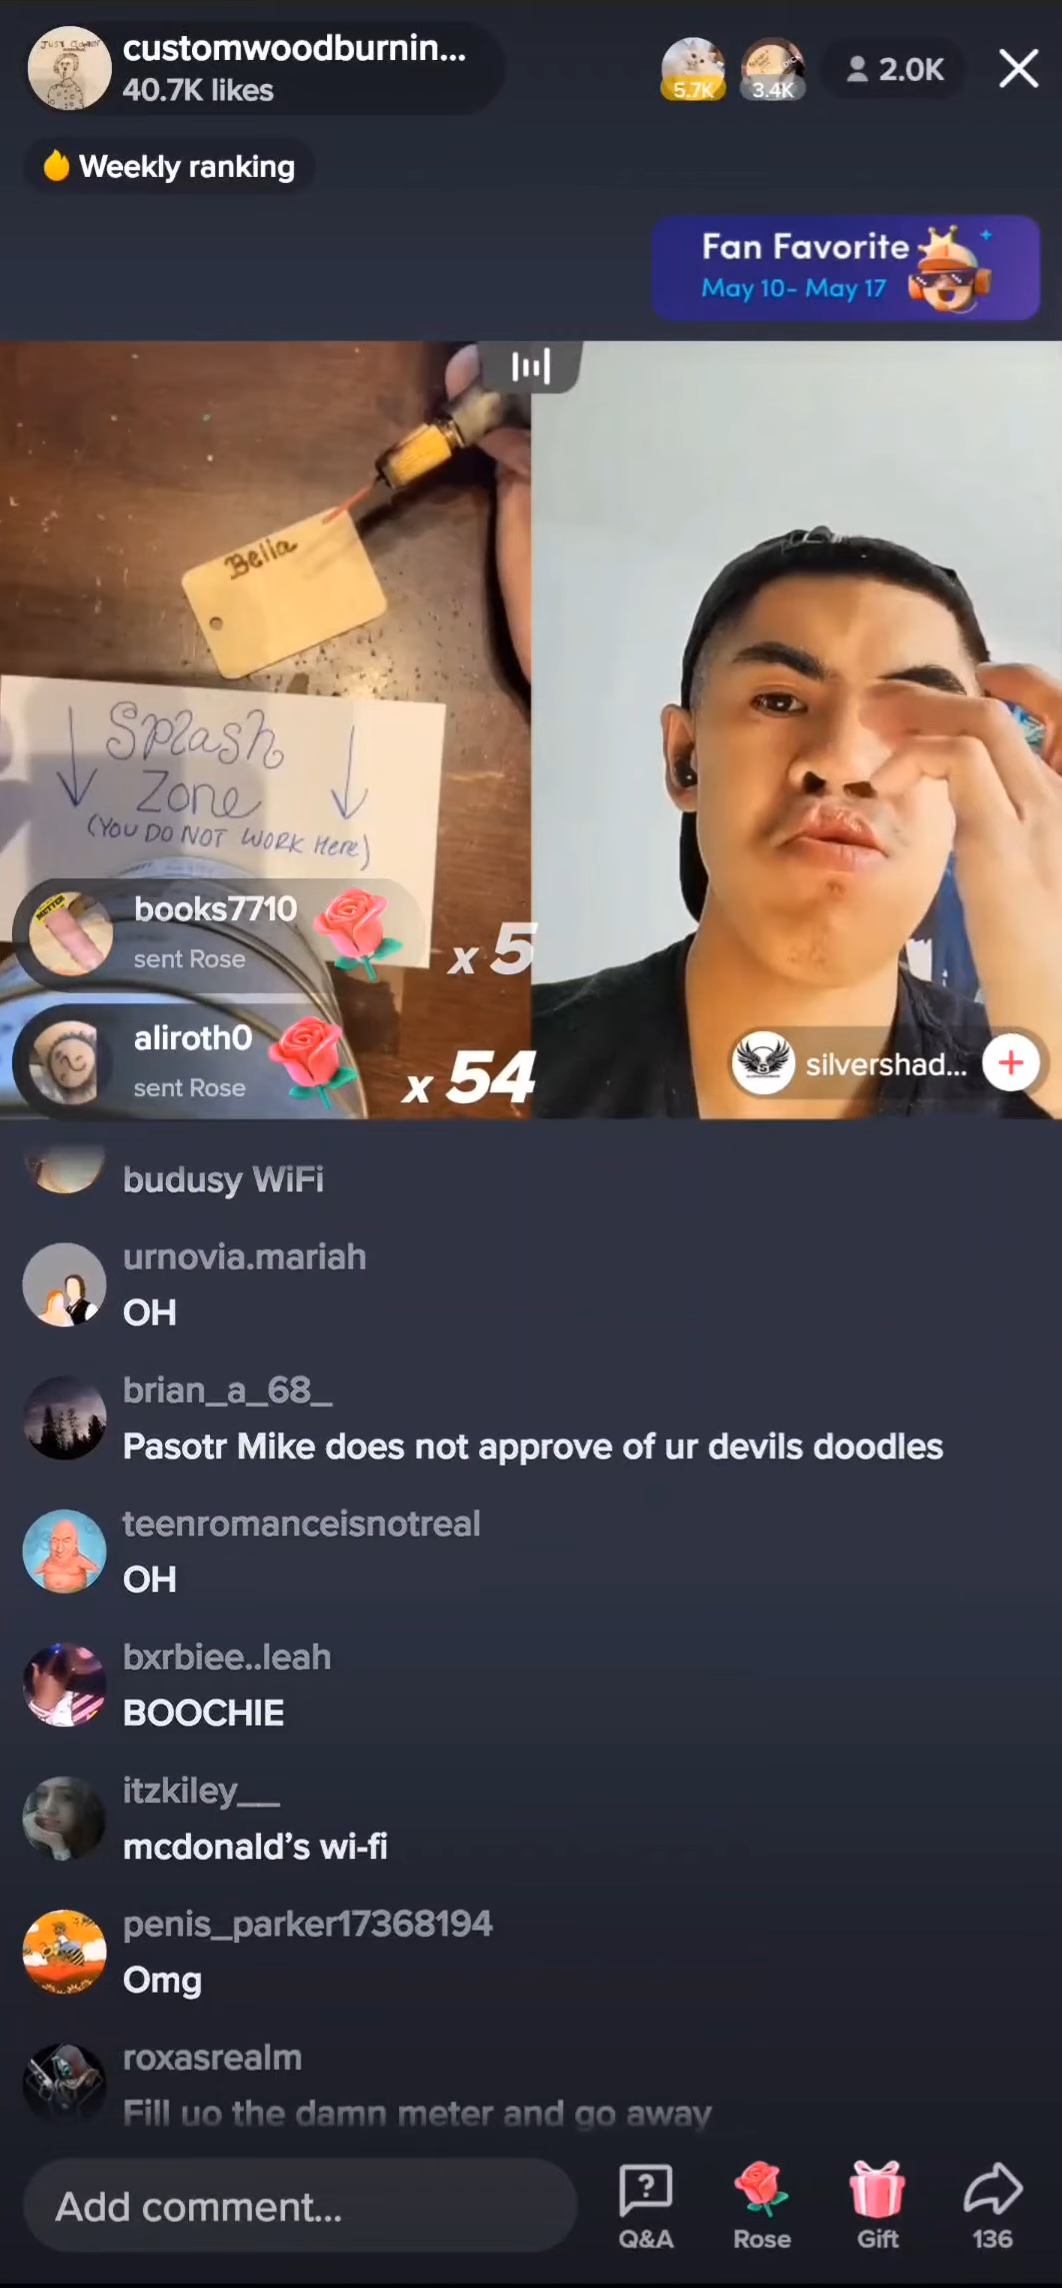 customwoodburnin...
40.7K likes
5.7K
3.4K
2.0K
Weekly ranking
Fan Favorite
May 10- May 17
Bella
Splash
Zone
(YOU DO NOT WORK Here)
books7710
sent Rose
x 5
aliroth0
sent Rose
x 54
silvershad...
budusy WiFi
urnovia.mariah
OH
brian_a_68_
Pasotr Mike does not approve of ur devils doodles
teenromanceisnotreal
OH
bxrbiee..leah
BOOCHIE
itzkiley__
mcdonald’s wi-fi
penis_parker17368194
Omg
roxasrealm
Fill uo the damn meter and go away
Add comment...
Q&A
Rose
Gift
136